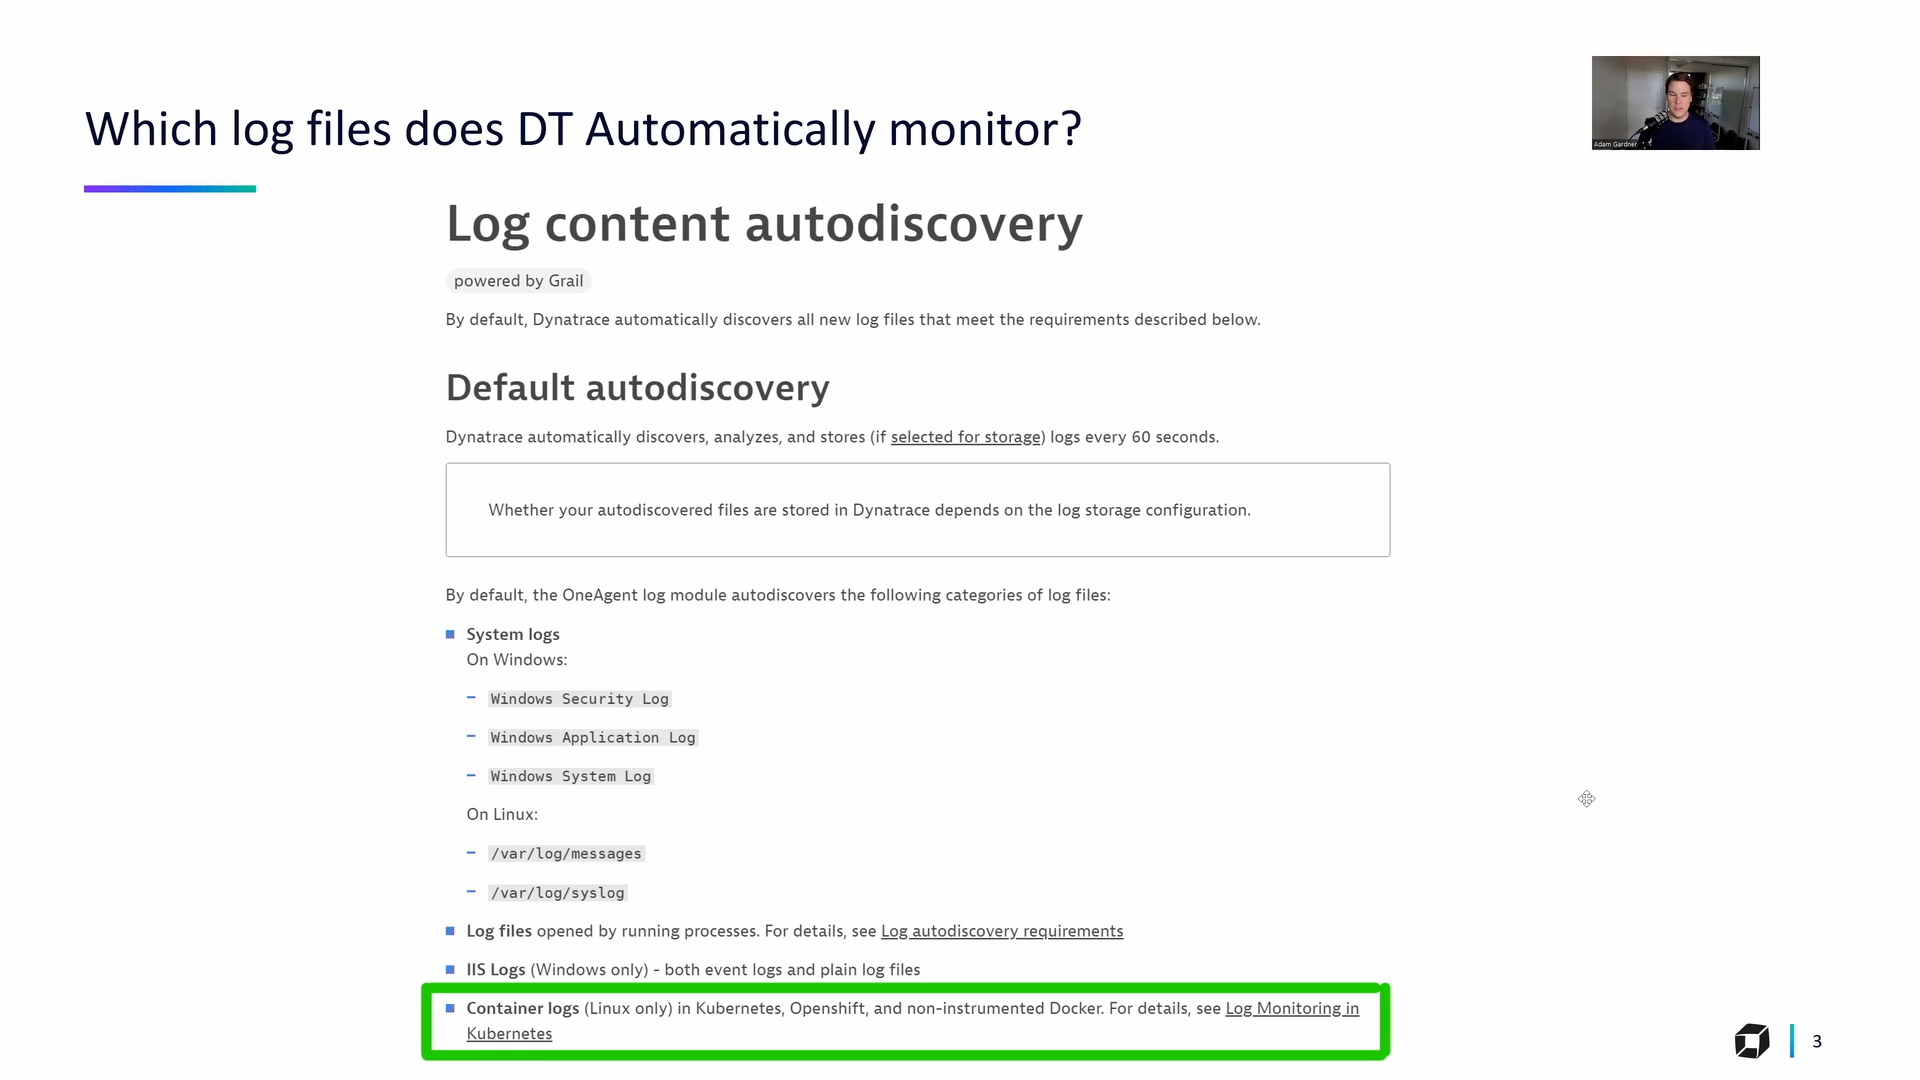 Which log files does DT Automatically monitor?
Adam Gardner
Log content autodiscovery
powered by Grail
By default, Dynatrace automatically discovers all new log files that meet the requirements described below.
Default autodiscovery
Dynatrace automatically discovers, analyzes, and stores (if selected for storage) logs every 60 seconds.
Whether your autodiscovered files are stored in Dynatrace depends on the log storage configuration.
By default, the OneAgent log module autodiscovers the following categories of log files:
System logs
On Windows:
Windows Security Log
Windows Application Log
Windows System Log
On Linux:
/var/log/messages
/var/log/syslog
Log files opened by running processes. For details, see Log autodiscovery requirements
IIS Logs (Windows only) - both event logs and plain log files
Container logs (Linux only) in Kubernetes, Openshift, and non-instrumented Docker. For details, see Log Monitoring in
Kubernetes
3